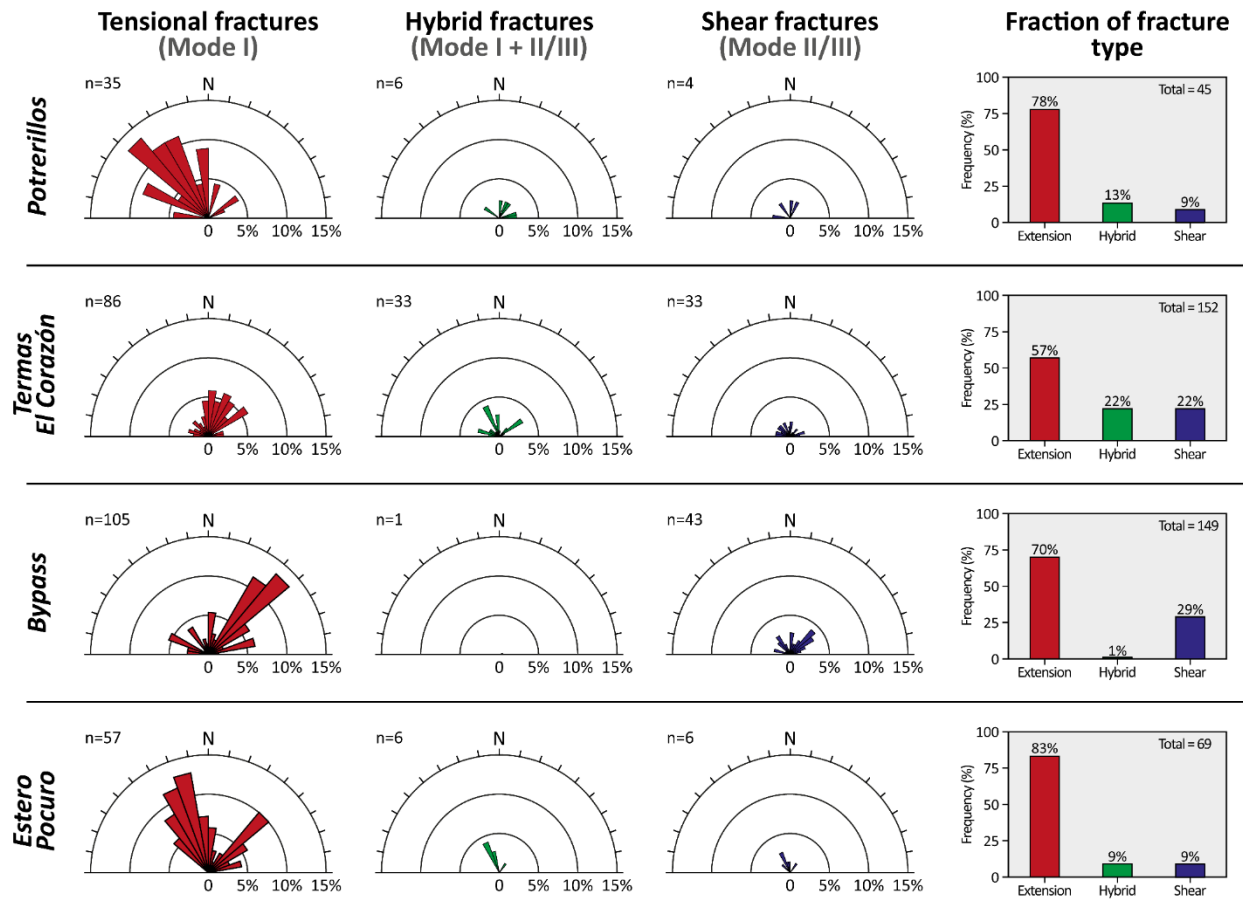 Tensional fractures
(Mode I)
Hybrid fractures
(Mode I + II/III)
Shear fractures
(Mode II/III)
Fraction of fracture
type
Potrerillos
n=35
N
0 5% 10% 15%
n=6
N
0 5% 10% 15%
n=4
N
0 5% 10% 15%
Frequency (%)
100
75
50
25
0
Total = 45
78%
13%
9%
Extension Hybrid Shear
Termas
El Corazón
n=86
N
0 5% 10% 15%
n=33
N
0 5% 10% 15%
n=33
N
0 5% 10% 15%
Frequency (%)
100
75
50
25
0
Total = 152
57%
22%
22%
Extension Hybrid Shear
Bypass
n=105
N
0 5% 10% 15%
n=1
N
0 5% 10% 15%
n=43
N
0 5% 10% 15%
Frequency (%)
100
75
50
25
0
Total = 149
70%
1%
29%
Extension Hybrid Shear
Estero
Pocuro
n=57
N
0 5% 10% 15%
n=6
N
0 5% 10% 15%
n=6
N
0 5% 10% 15%
Frequency (%)
100
75
50
25
0
Total = 69
83%
9%
9%
Extension Hybrid Shear